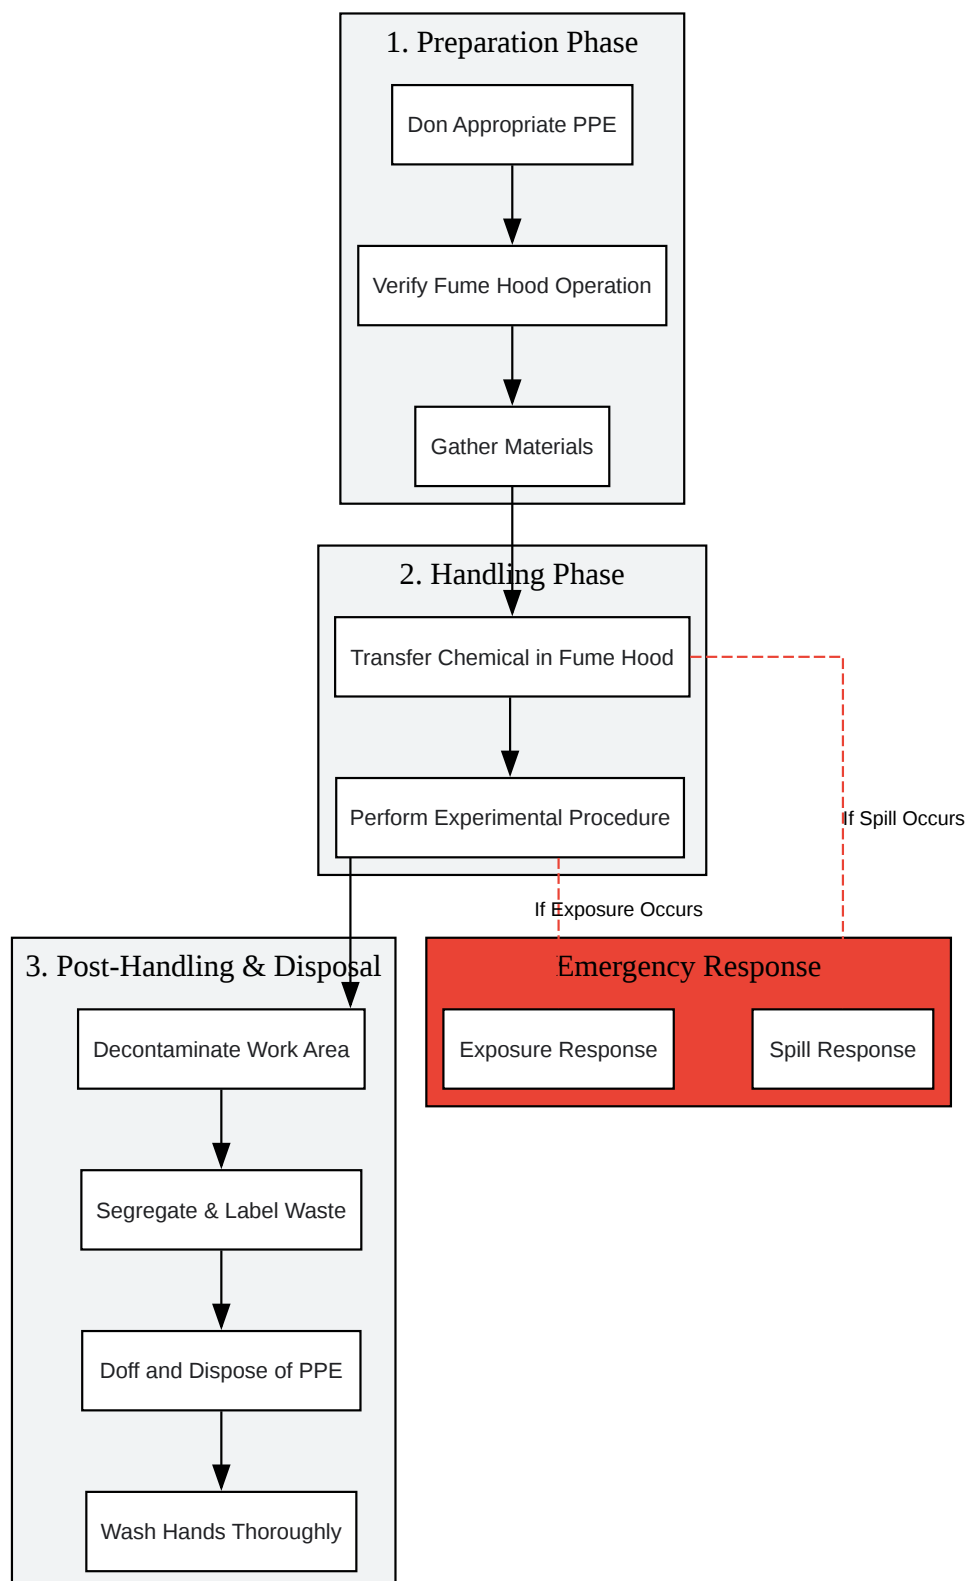 1. Preparation Phase
Don Appropriate PPE
Verify Fume Hood Operation
Gather Materials
2. Handling Phase
Transfer Chemical in Fume Hood
Perform Experimental Procedure
If Spill Occurs
If Exposure Occurs
3. Post-Handling & Disposal
Decontaminate Work Area
Segregate & Label Waste
Doff and Dispose of PPE
Wash Hands Thoroughly
Emergency Response
Exposure Response
Spill Response